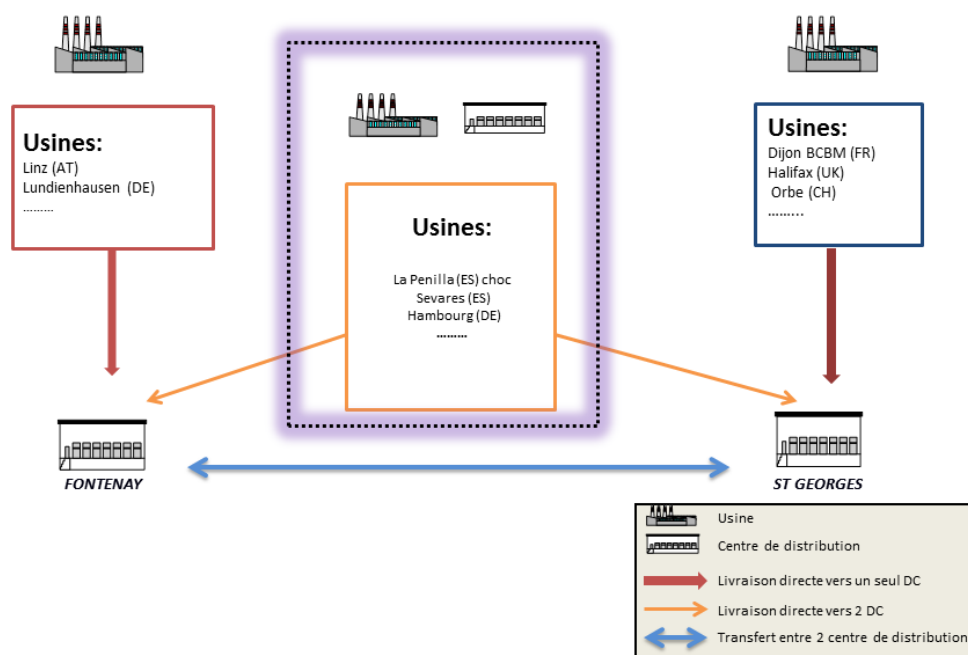 Usines:
Linz (AT)
Lundienhausen (DE)
………
Usines:
La Penilla (ES) choc
Sevares (ES)
Hambourg (DE)
………
Usines:
Dijon BCBM (FR)
Halifax (UK)
Orbe (CH)
……...
FONTENAY
ST GEORGES
Usine
Centre de distribution
Livraison directe vers un seul DC
Livraison directe vers 2 DC
Transfert entre 2 centre de distribution